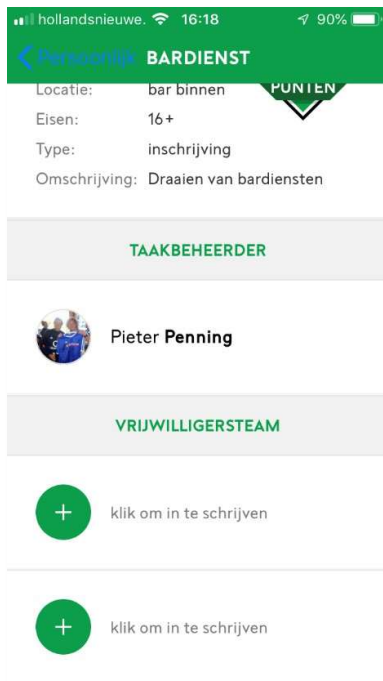 hollandsnieuwe. 16:18 90%
Persoonlijk BARDIENST
Locatie: bar binnen PUNTEN
Eisen: 16+
Type: inschrijving
Omschrijving: Draaien van bardiensten
TAAKBEHEERDER
Pieter Penning
VRIJWILLIGERSTEAM
+ klik om in te schrijven
+ klik om in te schrijven